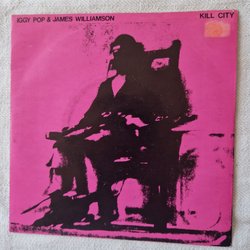 IGGY POP & JAMES WILLIAMSON
KILL CITY